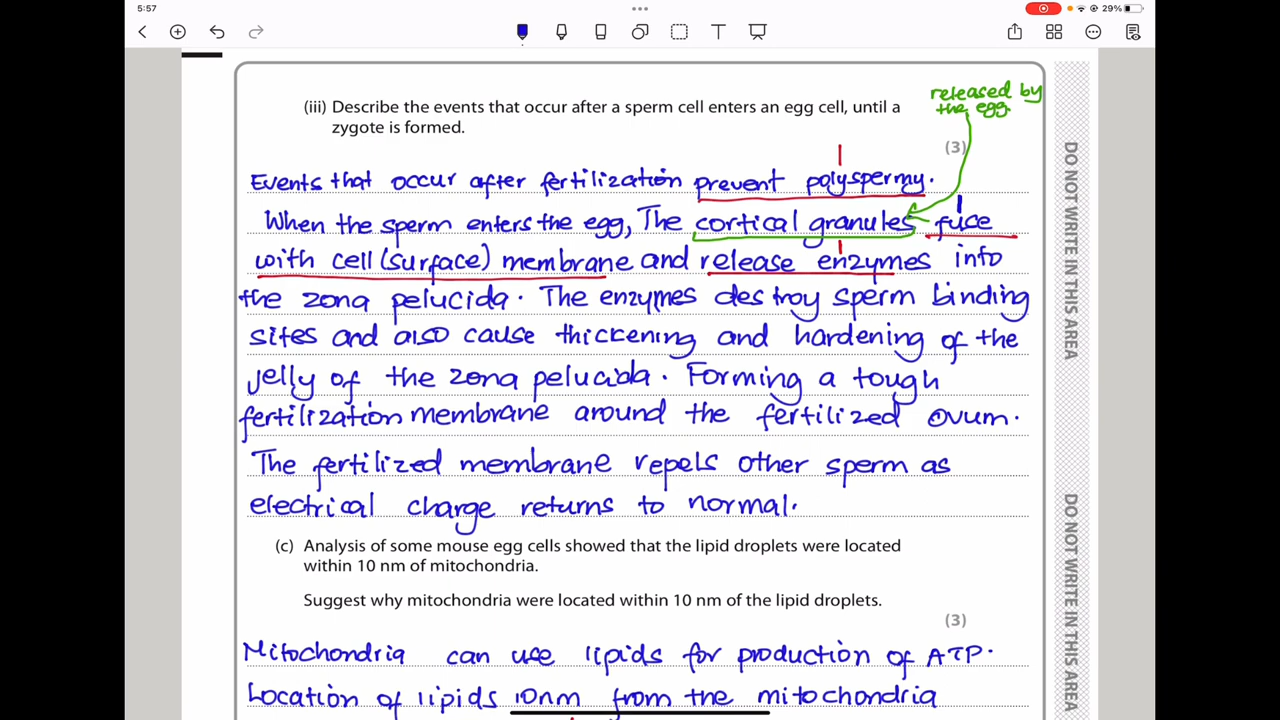 5:57
29%
(iii) Describe the events that occur after a sperm cell enters an egg cell, until a
zygote is formed.
released by
the egg
(3)
Events that occur after fertilization prevent polyspermy.
When the sperm enters the egg, The cortical granules fuse
with cell (surface) membrane and release enzymes into
the zona pelucida. The enzymes destroy sperm binding
sites and also cause thickening and hardening of the
jelly of the zona pelucida. Forming a tough
fertilization membrane around the fertilized ovum.
The fertilized membrane repels other sperm as
electrical charge returns to normal.
(c) Analysis of some mouse egg cells showed that the lipid droplets were located
within 10 nm of mitochondria.
Suggest why mitochondria were located within 10 nm of the lipid droplets.
(3)
Mitochondria can use lipids for production of ATP.
Location of lipids 10nm from the mitochondria
DO NOT WRITE IN THIS AREA
DO NOT WRITE IN THIS AREA